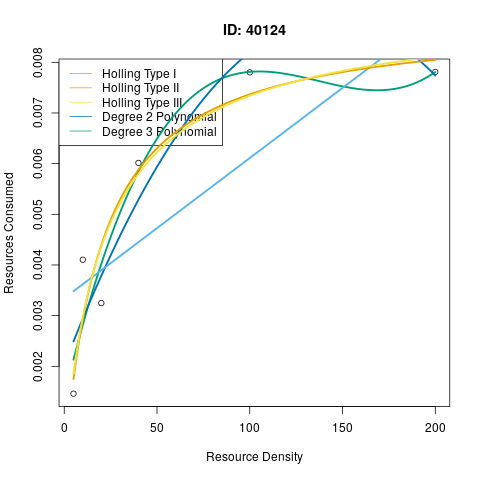 ID: 40124
Holling Type I
Holling Type II
Holling Type III
Degree 2 Polynomial
Degree 3 Polynomial
Resources Consumed
0.008
0.007
0.006
0.005
0.004
0.003
0.002
0 50 100 150 200
Resource Density